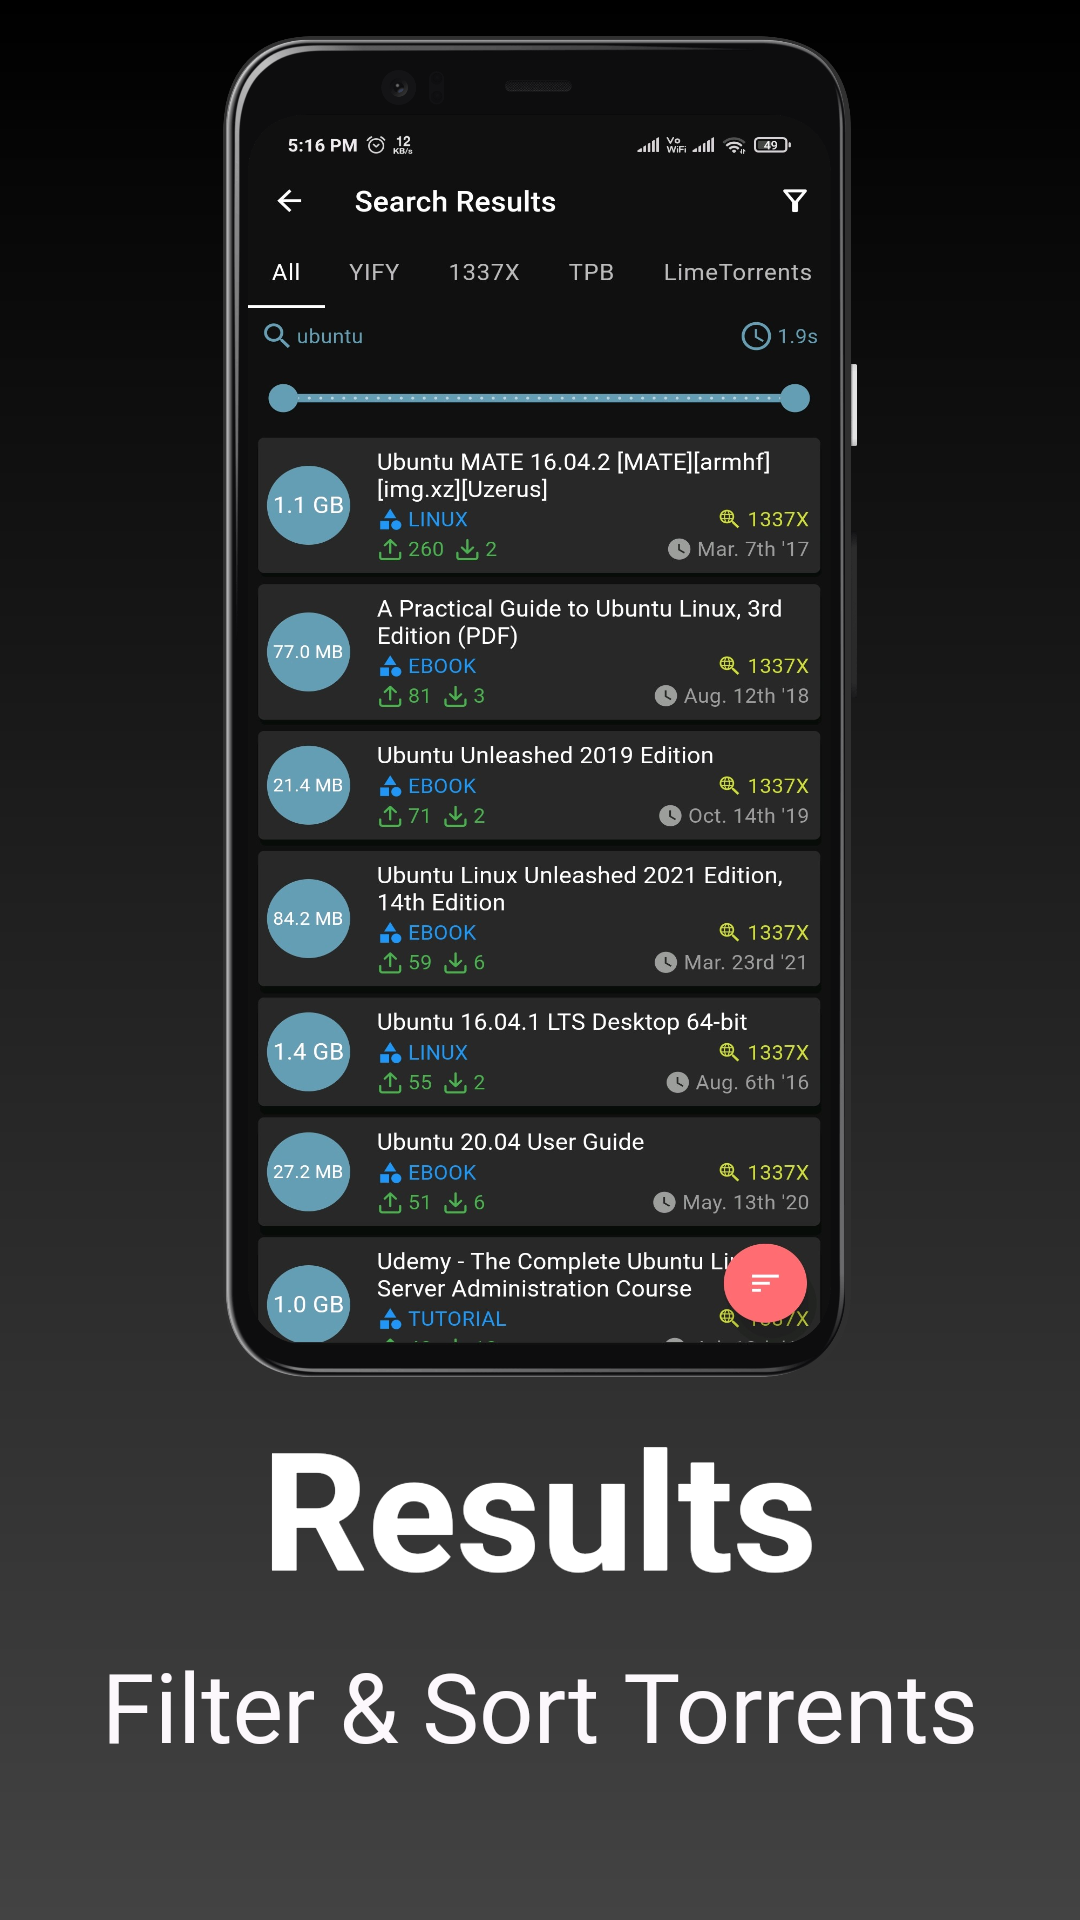 5:16 PM 12 KB/s Vo WiFi 49
Search Results
All YIFY 1337X TPB LimeTorrents
ubuntu 1.9s
Ubuntu MATE 16.04.2 [MATE][armhf]
[img.xz][Uzerus]
1.1 GB
LINUX 1337X
260 2 Mar. 7th '17
A Practical Guide to Ubuntu Linux, 3rd
Edition (PDF)
77.0 MB
EBOOK 1337X
81 3 Aug. 12th '18
Ubuntu Unleashed 2019 Edition
21.4 MB
EBOOK 1337X
71 2 Oct. 14th '19
Ubuntu Linux Unleashed 2021 Edition,
14th Edition
84.2 MB
EBOOK 1337X
59 6 Mar. 23rd '21
Ubuntu 16.04.1 LTS Desktop 64-bit
1.4 GB
LINUX 1337X
55 2 Aug. 6th '16
Ubuntu 20.04 User Guide
27.2 MB
EBOOK 1337X
51 6 May. 13th '20
Udemy - The Complete Ubuntu Li
Server Administration Course
1.0 GB
TUTORIAL 1337X
Results
Filter & Sort Torrents